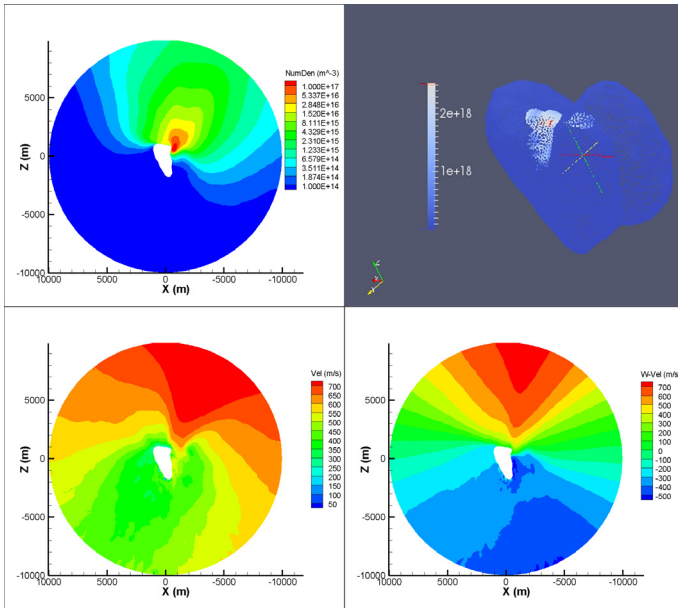 NumDen (m^-3)
1.000E+17
5.337E+16
2.848E+16
1.520E+16
8.111E+15
4.329E+15
2.310E+15
1.233E+15
6.579E+14
3.511E+14
1.874E+14
1.000E+14
Z (m)
5000
0
-5000
-10000
10000 5000 0 -5000 -10000
X (m)
2e+18
1e+18
Vel (m/s)
700
650
600
550
500
450
400
350
300
250
200
150
100
50
Z (m)
5000
0
-5000
-10000
10000 5000 0 -5000 -10000
X (m)
W-Vel (m/s)
700
600
500
400
300
200
100
0
-100
-200
-300
-400
-500
Z (m)
5000
0
-5000
-10000
10000 5000 0 -5000 -10000
X (m)